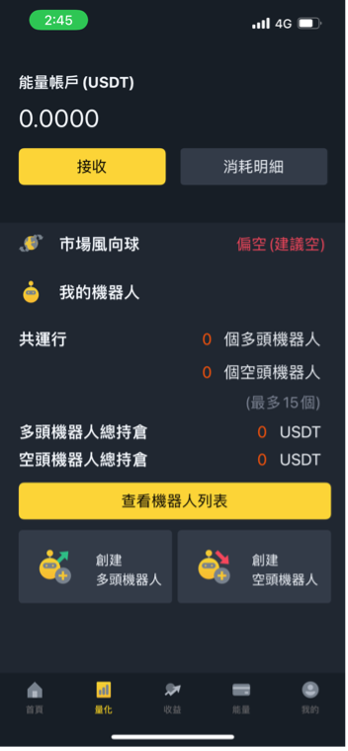 2:45
4G
能量帳戶 (USDT)
0.0000
接收
消耗明細
市場風向球
偏空 (建議空)
我的機器人
共運行
0 個多頭機器人
0 個空頭機器人
(最多15個)
多頭機器人總持倉 0 USDT
空頭機器人總持倉 0 USDT
查看機器人列表
創建
多頭機器人
創建
空頭機器人
首頁 量化 收益 能量 我的